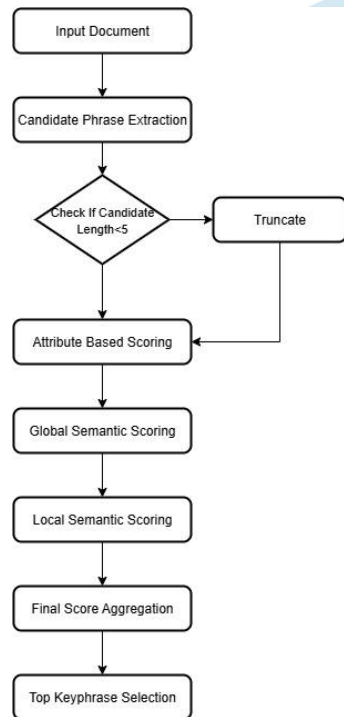 Input Document
Candidate Phrase Extraction
Check If Candidate
Length<5
Truncate
Attribute Based Scoring
Global Semantic Scoring
Local Semantic Scoring
Final Score Aggregation
Top Keyphrase Selection